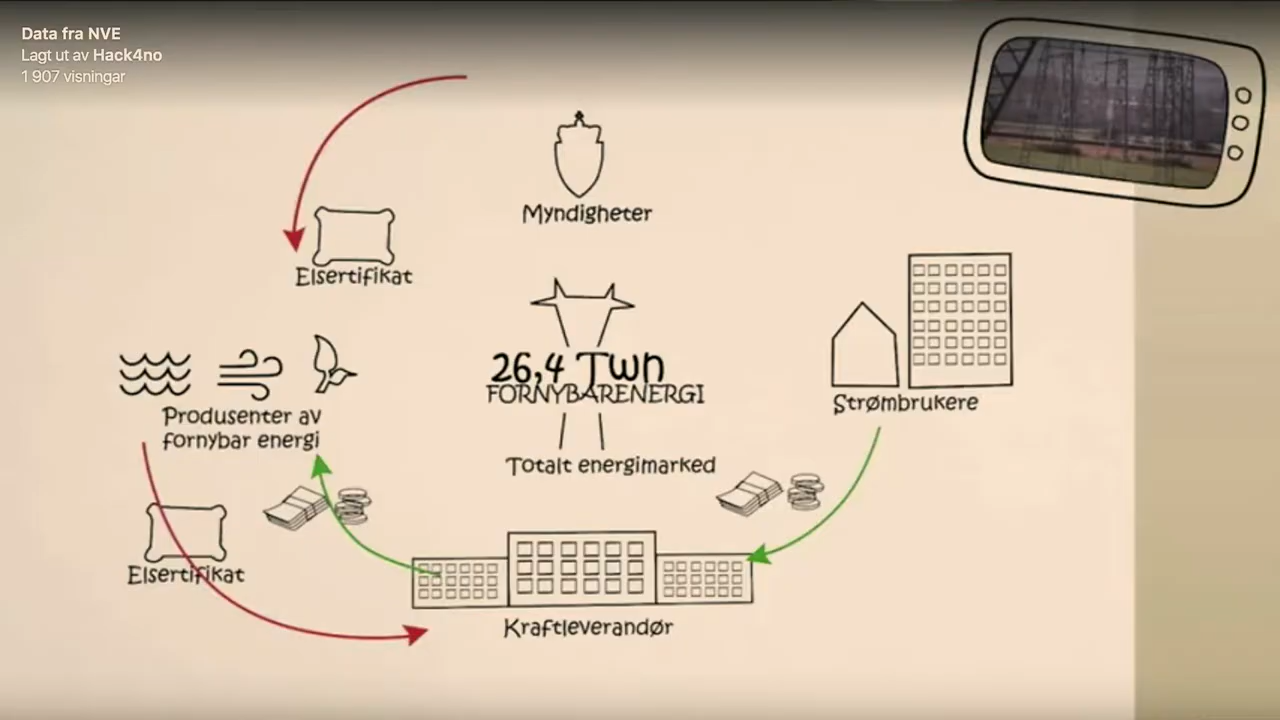 Data fra NVE
Lagt ut av Hack4no
1 907 visninger
Myndigheter
Elsertifikat
26,4 Twh
FORNYBARENERGI
Produsenter av
fornybar energi
Strømbrukere
Totalt energimarked
Elsertifikat
Kraftleverandør